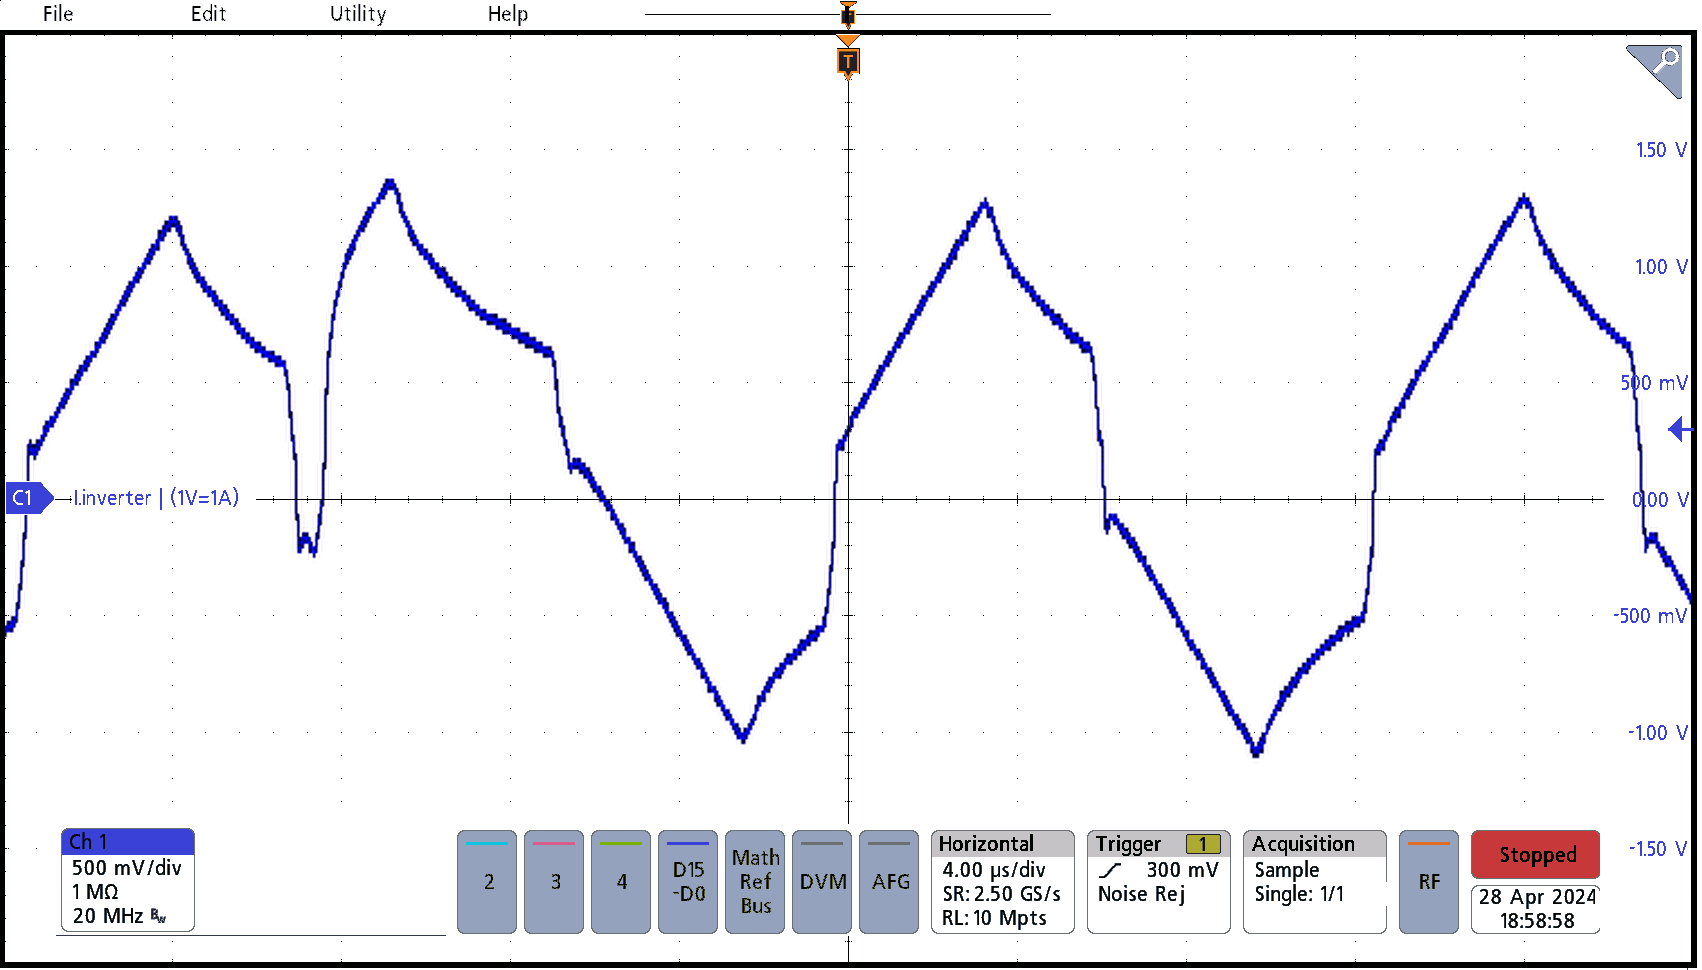 File Edit Utility Help
T
1.50 V
1.00 V
500 mV
C1 I.inverter | (1V=1A) 0.00 V
-500 mV
-1.00 V
-1.50 V
Ch 1
500 mV/div
1 MΩ
20 MHz Bw
2
3
4
D15
-D0
Math
Ref
Bus
DVM
AFG
Horizontal
4.00 µs/div
SR: 2.50 GS/s
RL: 10 Mpts
Trigger 1
300 mV
Noise Rej
Acquisition
Sample
Single: 1/1
RF
Stopped
28 Apr 2024
18:58:58